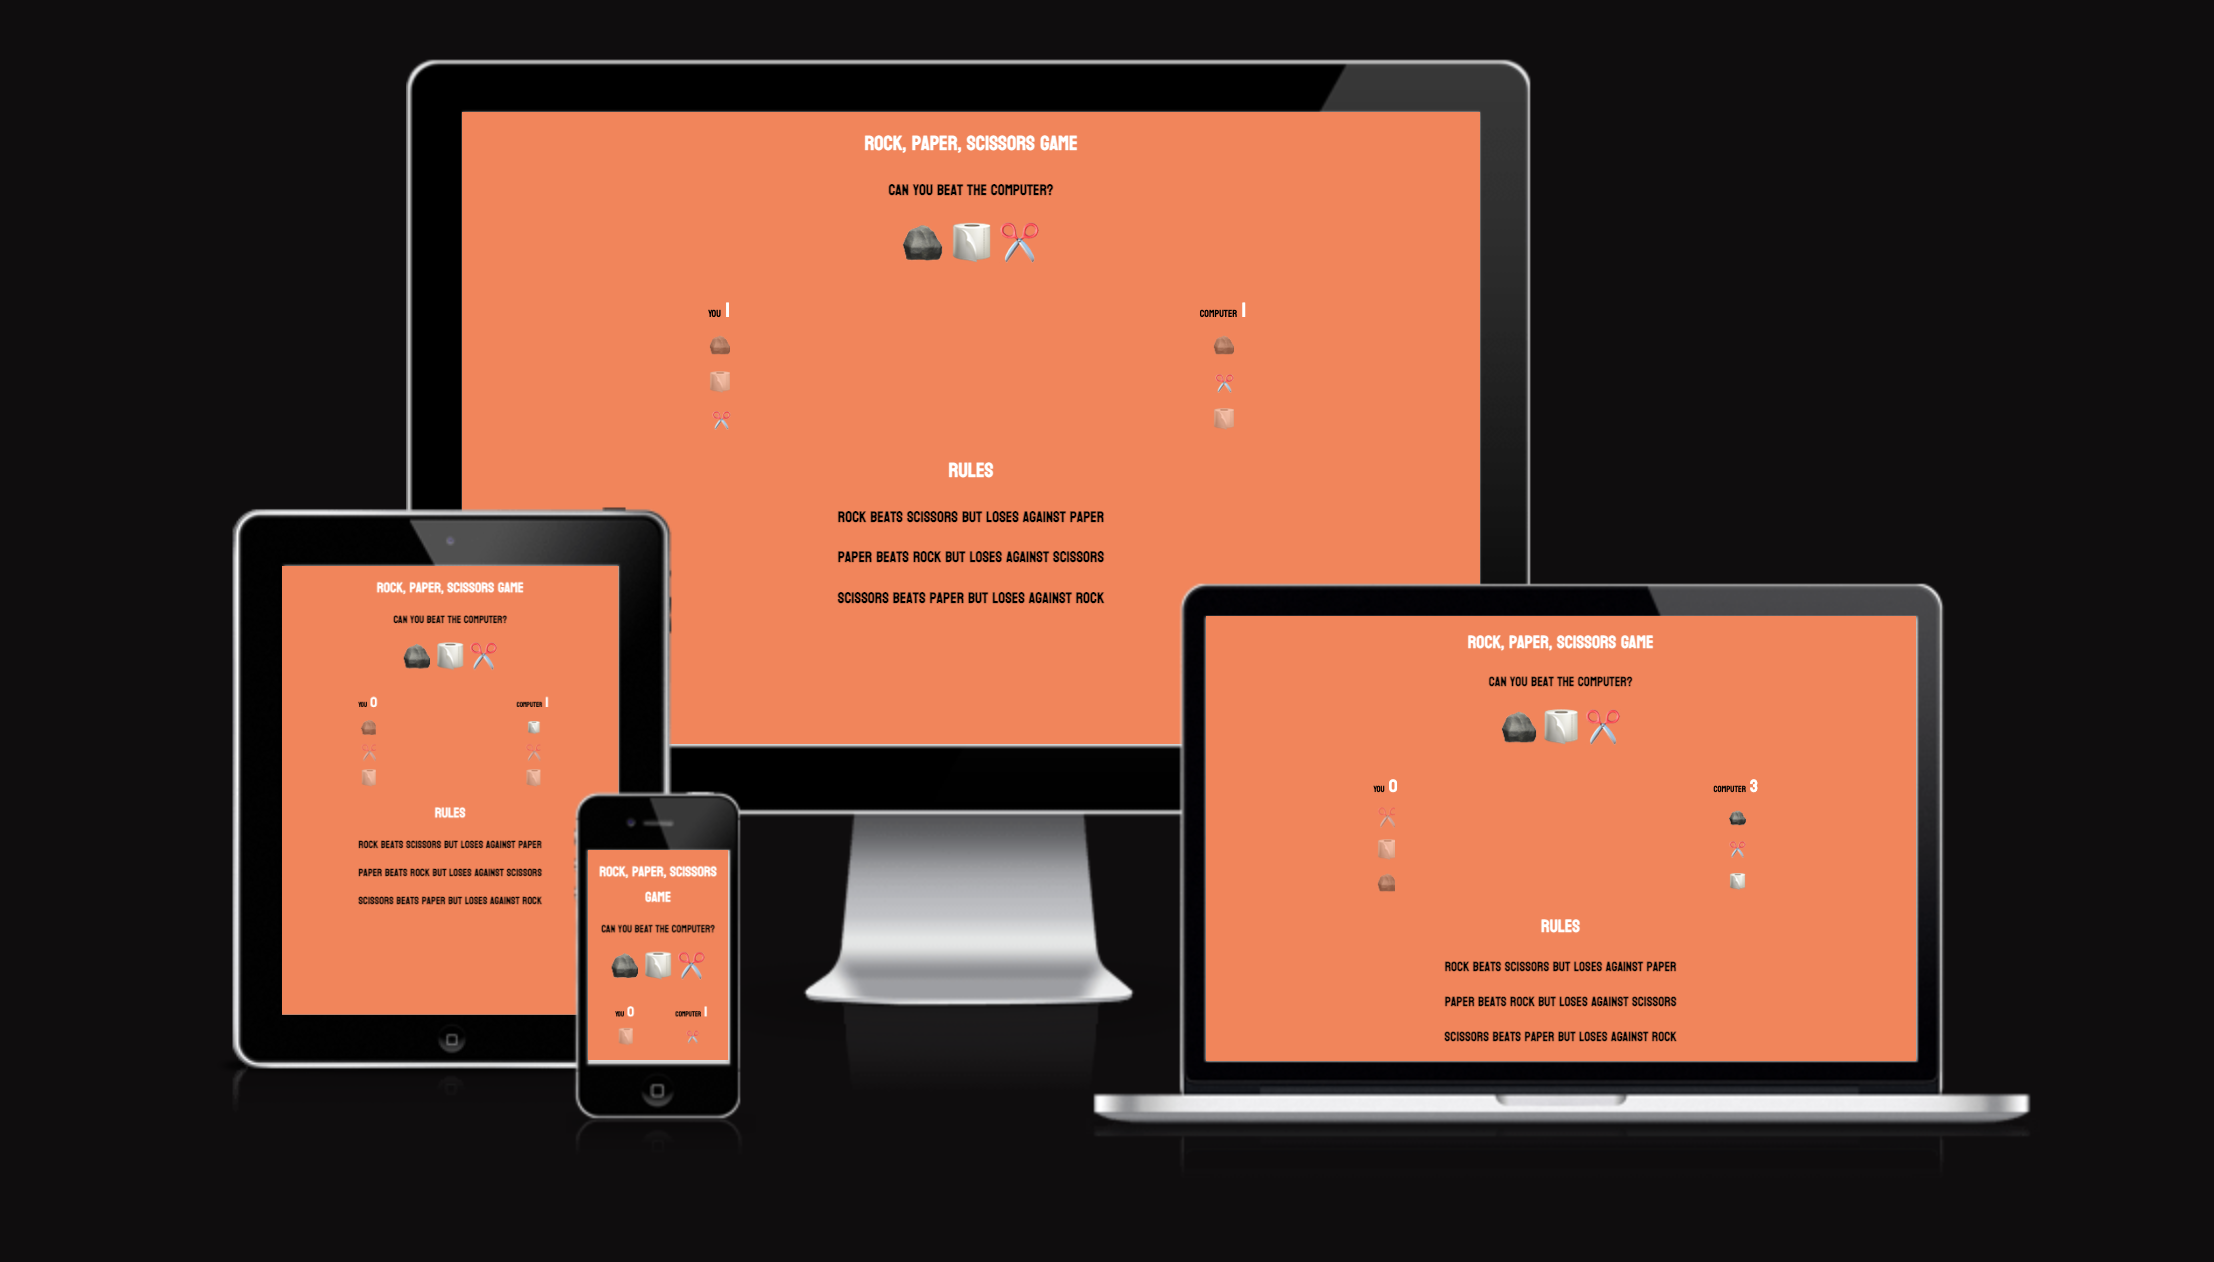 ROCK, PAPER, SCISSORS GAME
CAN YOU BEAT THE COMPUTER?
YOU 1
COMPUTER 1
RULES
ROCK BEATS SCISSORS BUT LOSES AGAINST PAPER
PAPER BEATS ROCK BUT LOSES AGAINST SCISSORS
SCISSORS BEATS PAPER BUT LOSES AGAINST ROCK
ROCK, PAPER, SCISSORS GAME
CAN YOU BEAT THE COMPUTER?
YOU 0
COMPUTER 1
RULES
ROCK BEATS SCISSORS BUT LOSES AGAINST PAPER
PAPER BEATS ROCK BUT LOSES AGAINST SCISSORS
SCISSORS BEATS PAPER BUT LOSES AGAINST ROCK
ROCK, PAPER, SCISSORS
GAME
CAN YOU BEAT THE COMPUTER?
YOU 0
COMPUTER 1
ROCK, PAPER, SCISSORS GAME
CAN YOU BEAT THE COMPUTER?
YOU 0
COMPUTER 3
RULES
ROCK BEATS SCISSORS BUT LOSES AGAINST PAPER
PAPER BEATS ROCK BUT LOSES AGAINST SCISSORS
SCISSORS BEATS PAPER BUT LOSES AGAINST ROCK